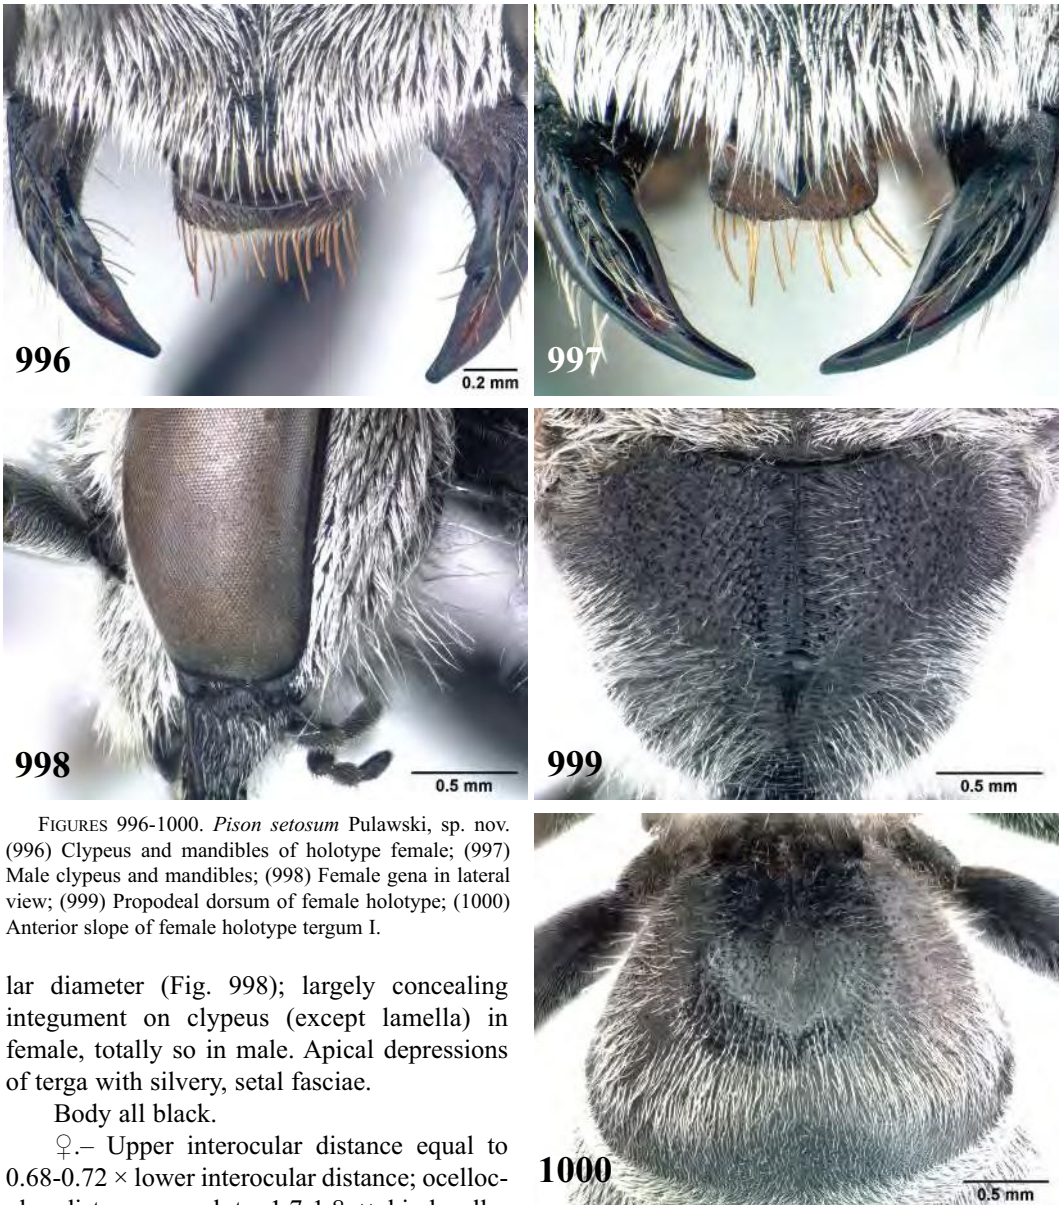 996
0.2 mm
997
998
0.5 mm
999
0.5 mm
FIGURES 996-1000. Pison setosum Pulawski, sp. nov.
(996) Clypeus and mandibles of holotype female; (997)
Male clypeus and mandibles; (998) Female gena in lateral
view; (999) Propodeal dorsum of female holotype; (1000)
Anterior slope of female holotype tergum I.
1000
0.5 mm
lar diameter (Fig. 998); largely concealing
integument on clypeus (except lamella) in
female, totally so in male. Apical depressions
of terga with silvery, setal fasciae.
Body all black.
♀.– Upper interocular distance equal to
0.68-0.72 × lower interocular distance; ocelloc-